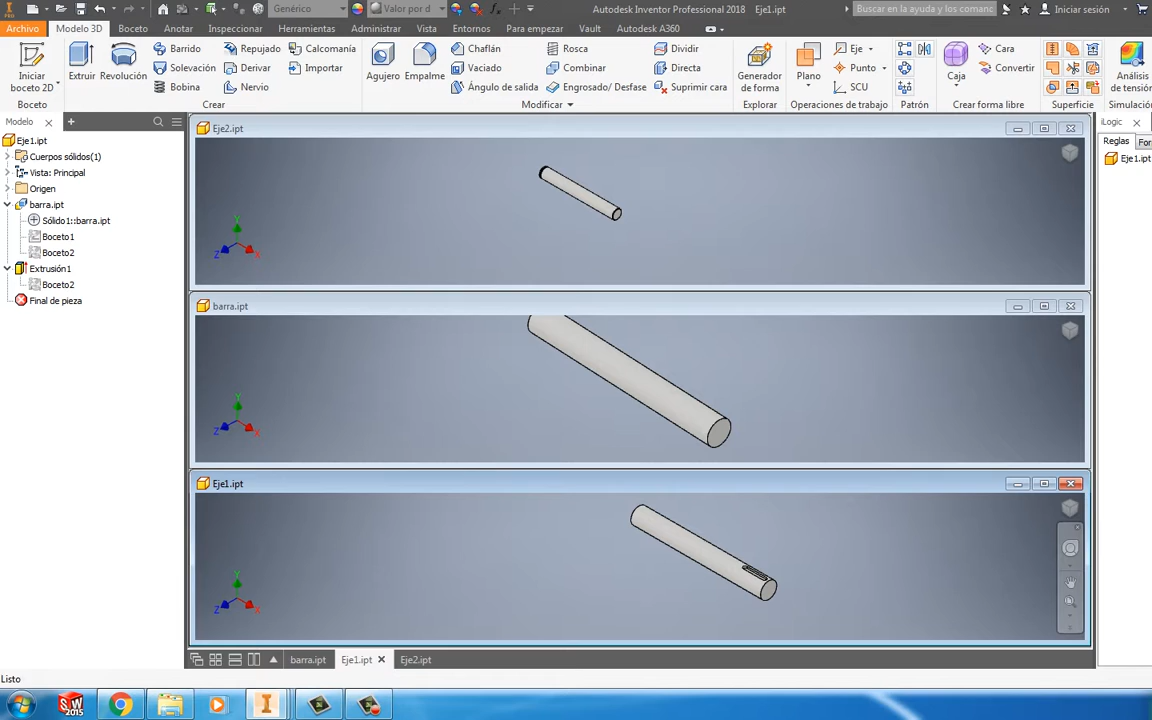 Genérico
Valor por d
Autodesk Inventor Professional 2018 Eje1.ipt
Buscar en la ayuda y los comanc
Iniciar sesión
PRO
Archivo
Modelo 3D
Boceto
Anotar
Inspeccionar
Herramientas
Administrar
Vista
Entornos
Para empezar
Vault
Autodesk A360
Iniciar
boceto 2D
Boceto
Extruir
Revolución
Barrido
Solevación
Bobina
Repujado
Derivar
Nervio
Calcomanía
Importar
Crear
Agujero
Empalme
Chaflán
Vaciado
Ángulo de salida
Rosca
Combinar
Engrosado/ Desfase
Dividir
Directa
Suprimir cara
Modificar
Generador
de forma
Explorar
Plano
Eje
Punto
SCU
Operaciones de trabajo
Patrón
Caja
Cara
Convertir
Crear forma libre
Superficie
Análisis
de tensión
Simulació
Modelo
Eje1.ipt
Cuerpos sólidos(1)
Vista: Principal
Origen
barra.ipt
Sólido1::barra.ipt
Boceto1
Boceto2
Extrusión1
Boceto2
Final de pieza
Eje2.ipt
Y
Z
X
barra.ipt
Y
Z
X
Eje1.ipt
Y
Z
X
iLogic
Reglas
For
Eje1.ipt
barra.ipt
Eje1.ipt
Eje2.ipt
Listo
SW
2015